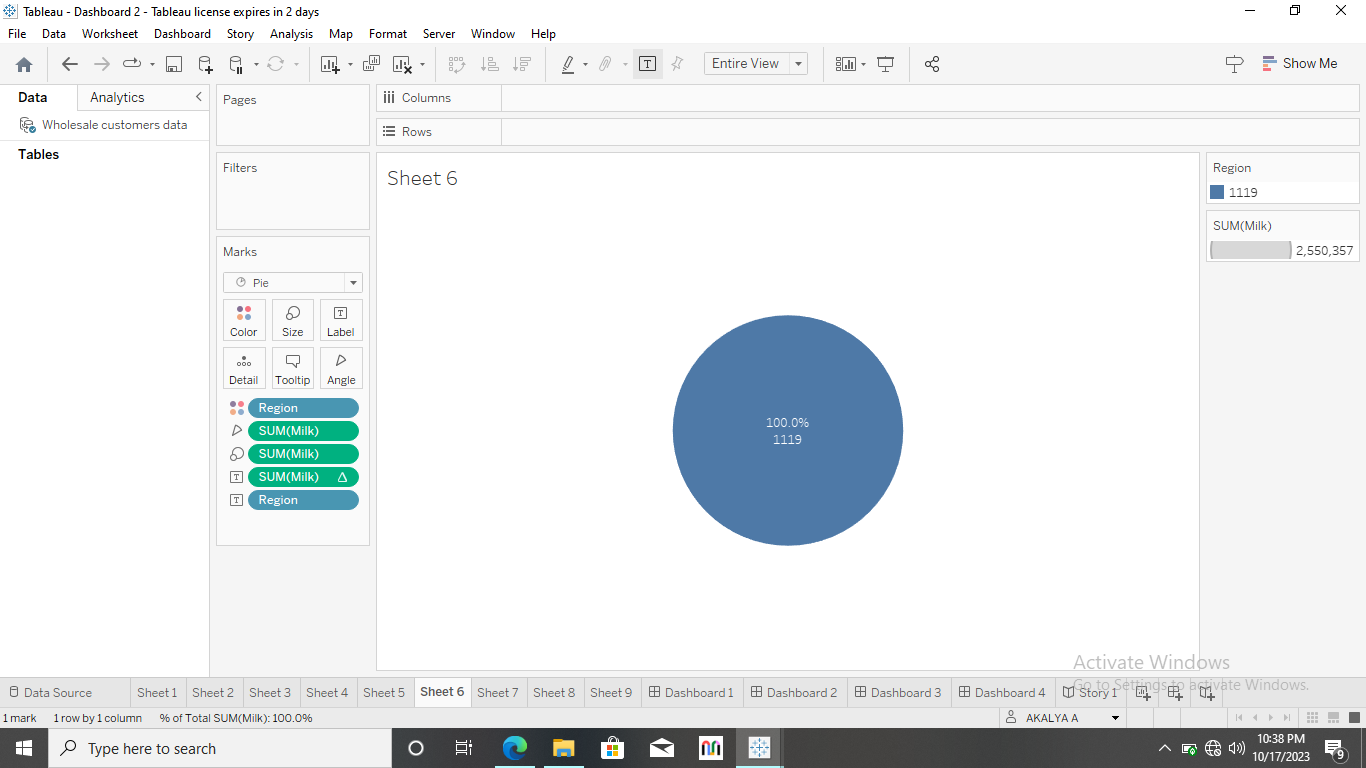 Tableau - Dashboard 2 - Tableau license expires in 2 days
File Data Worksheet Dashboard Story Analysis Map Format Server Window Help
T Entire View Show Me
Data Analytics
Wholesale customers data
Tables
Pages
Filters
Marks
Pie
Color Size Label
Detail Tooltip Angle
Region
SUM(Milk)
SUM(Milk)
SUM(Milk) Δ
Region
Columns
Rows
Sheet 6
100.0%
1119
Region
1119
SUM(Milk)
2,550,357
Activate Windows
Go to Settings to activate Windows.
Data Source Sheet 1 Sheet 2 Sheet 3 Sheet 4 Sheet 5 Sheet 6 Sheet 7 Sheet 8 Sheet 9 Dashboard 1 Dashboard 2 Dashboard 3 Dashboard 4 Story 1
1 mark 1 row by 1 column % of Total SUM(Milk): 100.0% AKALYA A
Type here to search
10:38 PM
10/17/2023
9